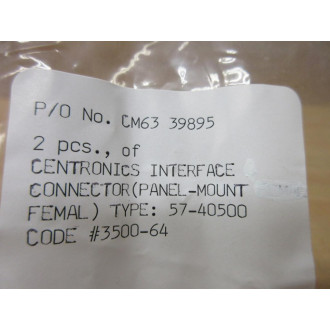 P/O No. CM63 39895
2 pcs., of
CENTRONICS INTERFACE
CONNECTOR(PANEL-MOUNT
FEMAL) TYPE: 57-40500
CODE #3500-64